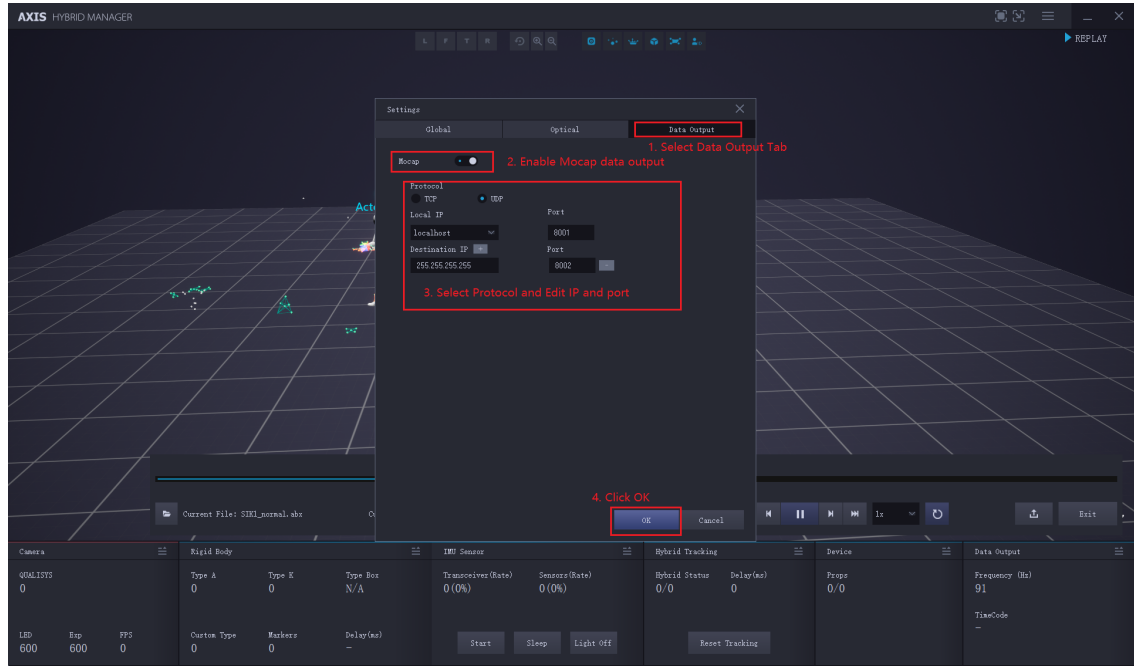 AXIS HYBRID MANAGER
L F T R
REPLAY
Settings
Global Optical Data Output
1. Select Data Output Tab
Mocap
2. Enable Mocap data output
Protocol
TCP UDP
Local IP Port
localhost 8001
Destination IP + Port
255.255.255.255 8002 -
3. Select Protocol and Edit IP and port
4. Click OK
Current File: SIK1_normal.abx
OK Cancel
1x
Exit
Camera Rigid Body IMU Sensor Hybrid Tracking Device Data Output
QUALISYS Type A Type E Type Box Transceiver(Rate) Sensors(Rate) Hybrid Status Delay(ms) Props Frequency (Hz)
0 0 0 N/A 0(0%) 0(0%) 0/0 0 0/0 91
TimeCode
—
LED Exp FPS Custom Type Markers Delay(ms)
600 600 0 0 0 —
Start Sleep Light Off Reset Tracking